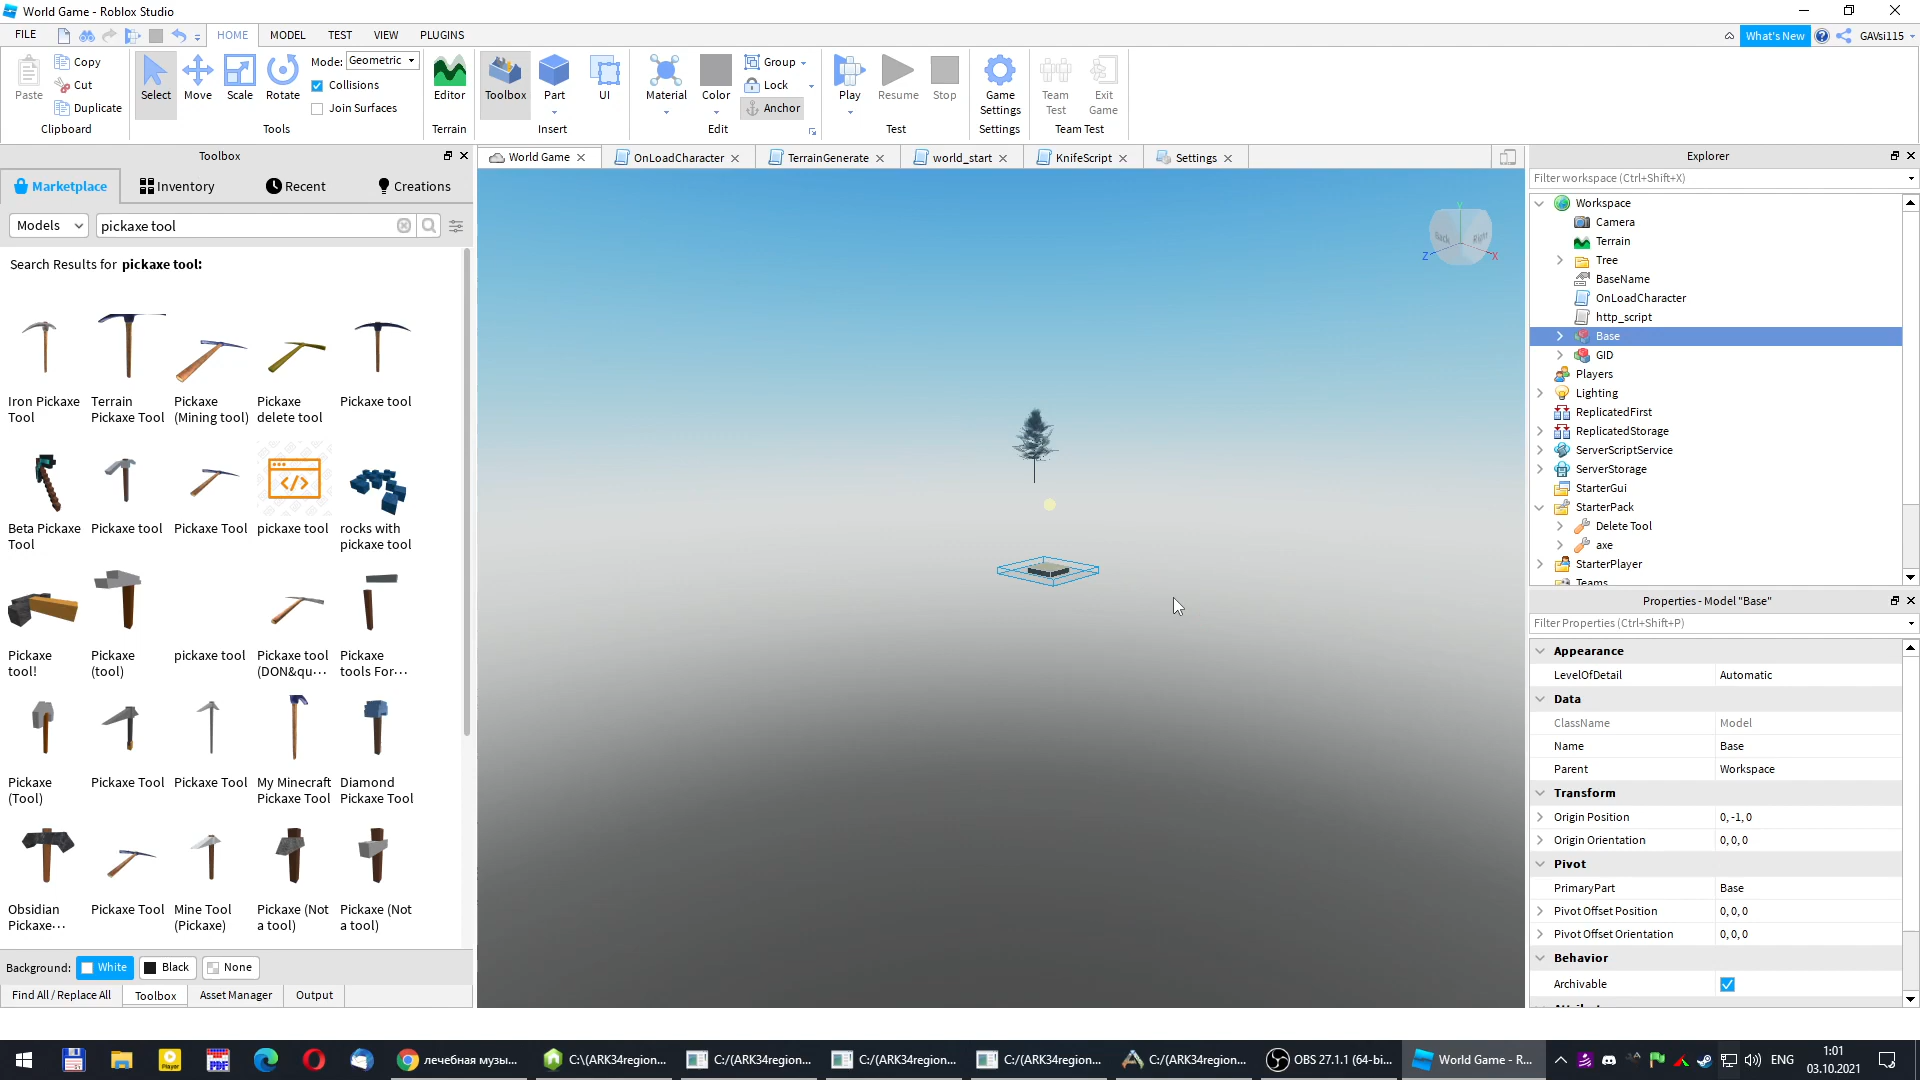 World Game - Roblox Studio
FILE
HOME
MODEL
TEST
VIEW
PLUGINS
What's New
GAVsi115
Paste
Copy
Cut
Duplicate
Clipboard
Select
Move
Scale
Rotate
Mode:
Geometric
Collisions
Join Surfaces
Tools
Editor
Terrain
Toolbox
Part
UI
Insert
Material
Color
Group
Lock
Anchor
Edit
Play
Resume
Stop
Test
Game
Settings
Settings
Team
Test
Exit
Game
Team Test
Toolbox
Marketplace
Inventory
Recent
Creations
Models
pickaxe tool
Search Results for pickaxe tool:
Iron Pickaxe
Tool
Terrain
Pickaxe Tool
Pickaxe
(Mining tool)
Pickaxe
delete tool
Pickaxe tool
Beta Pickaxe
Tool
Pickaxe tool
Pickaxe Tool
pickaxe tool
rocks with
pickaxe tool
Pickaxe
tool!
Pickaxe
(tool)
pickaxe tool
Pickaxe tool
(DON&qu···
Pickaxe
tools For···
Pickaxe
(Tool)
Pickaxe Tool
Pickaxe Tool
My Minecraft
Pickaxe Tool
Diamond
Pickaxe Tool
Obsidian
Pickaxe···
Pickaxe Tool
Mine Tool
(Pickaxe)
Pickaxe (Not
a tool)
Pickaxe (Not
a tool)
Background:
White
Black
None
Find All / Replace All
Toolbox
Asset Manager
Output
World Game
OnLoadCharacter
TerrainGenerate
world_start
KnifeScript
Settings
Back
Right
Y
Z
X
Explorer
Filter workspace (Ctrl+Shift+X)
Workspace
Camera
Terrain
Tree
BaseName
OnLoadCharacter
http_script
Base
GID
Players
Lighting
ReplicatedFirst
ReplicatedStorage
ServerScriptService
ServerStorage
StarterGui
StarterPack
Delete Tool
axe
StarterPlayer
Teams
Properties - Model "Base"
Filter Properties (Ctrl+Shift+P)
Appearance
LevelOfDetail
Automatic
Data
ClassName
Model
Name
Base
Parent
Workspace
Transform
Origin Position
0, -1, 0
Origin Orientation
0, 0, 0
Pivot
PrimaryPart
Base
Pivot Offset Position
0, 0, 0
Pivot Offset Orientation
0, 0, 0
Behavior
Archivable
лечебная музы...
C:\(ARK34region...
C:/(ARK34region...
C:/(ARK34region...
C:/(ARK34region...
C:/(ARK34region...
OBS 27.1.1 (64-bi...
World Game - R...
ENG
1:01
03.10.2021